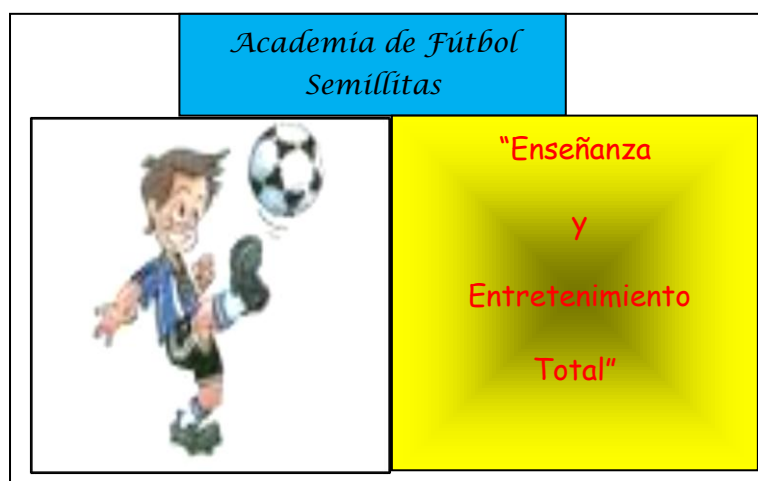 Academia de Fútbol
Semillitas
“Enseñanza
y
Entretenimiento
Total”